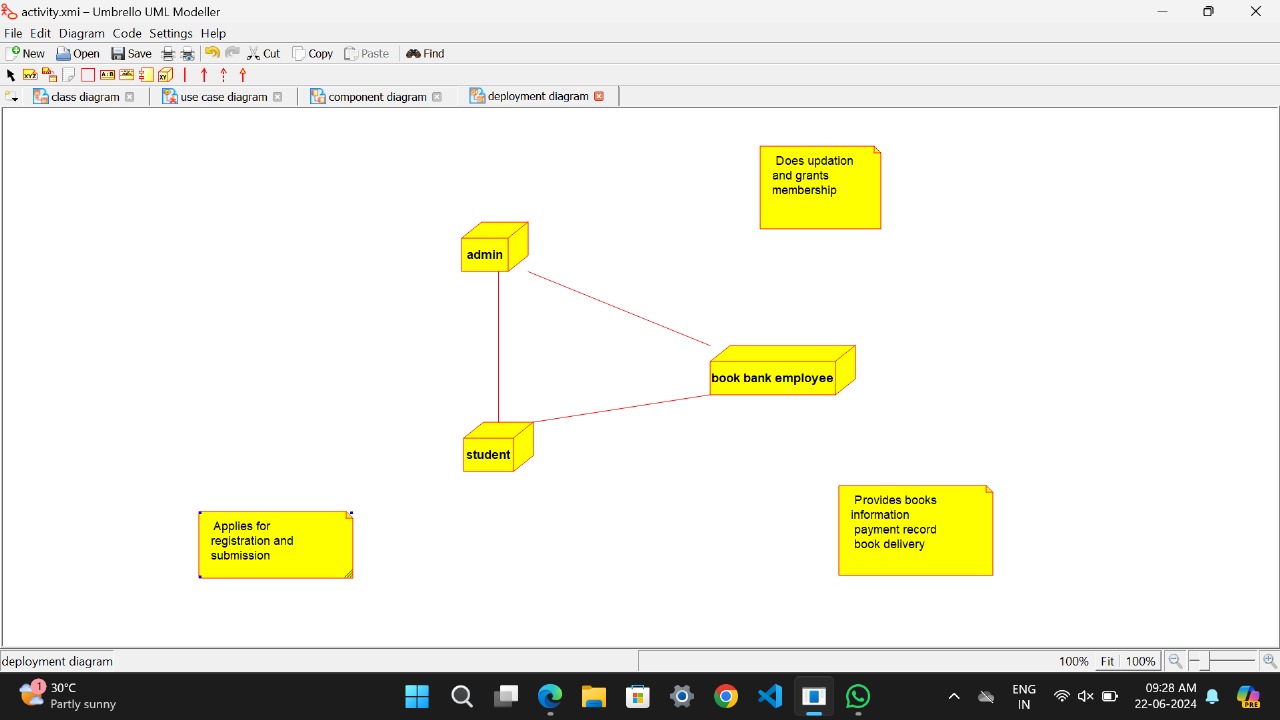 activity.xmi – Umbrello UML Modeller
File Edit Diagram Code Settings Help
New Open Save Cut Copy Paste Find
class diagram use case diagram component diagram deployment diagram
Does updation
and grants
membership
admin
book bank employee
student
Provides books
information
payment record
book delivery
Applies for
registration and
submission
deployment diagram 100% Fit 100%
1 30°C
Partly sunny
ENG
IN
09:28 AM
22-06-2024
PRE